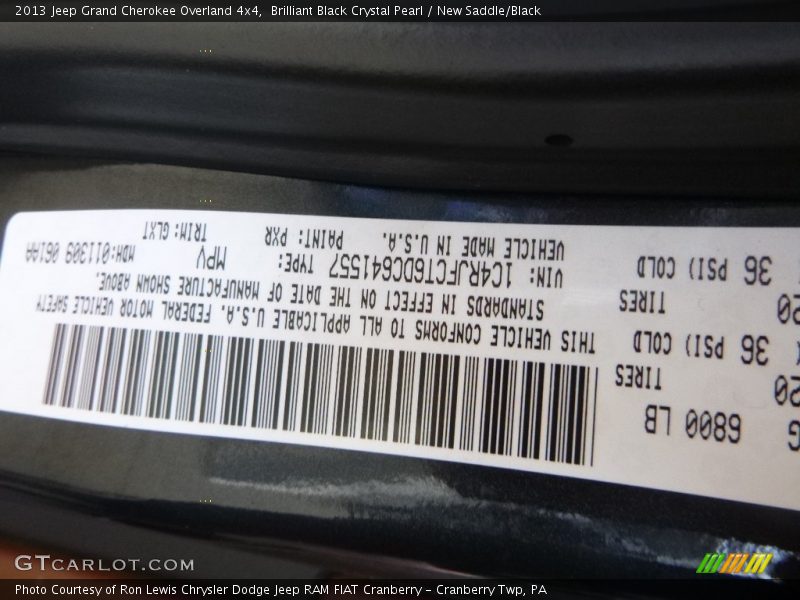 2013 Jeep Grand Cherokee Overland 4x4,  Brilliant Black Crystal Pearl / New Saddle/Black
6800 LB
TIRES
36 PSI) COLD
TIRES
36 PSI) COLD
THIS VEHICLE CONFORMS TO ALL APPLICABLE U.S.A. FEDERAL MOTOR VEHICLE SAFETY
STANDARDS IN EFFECT ON THE DATE OF MANUFACTURE SHOWN ABOVE.
VIN: 1C4RJFCT6DC641557 TYPE: MPV
MDH:011309 061AA
VEHICLE MADE IN U.S.A. PAINT: PXR TRIM: GLXT
GTCARLOT.COM
Photo Courtesy of Ron Lewis Chrysler Dodge Jeep RAM FIAT Cranberry – Cranberry Twp, PA